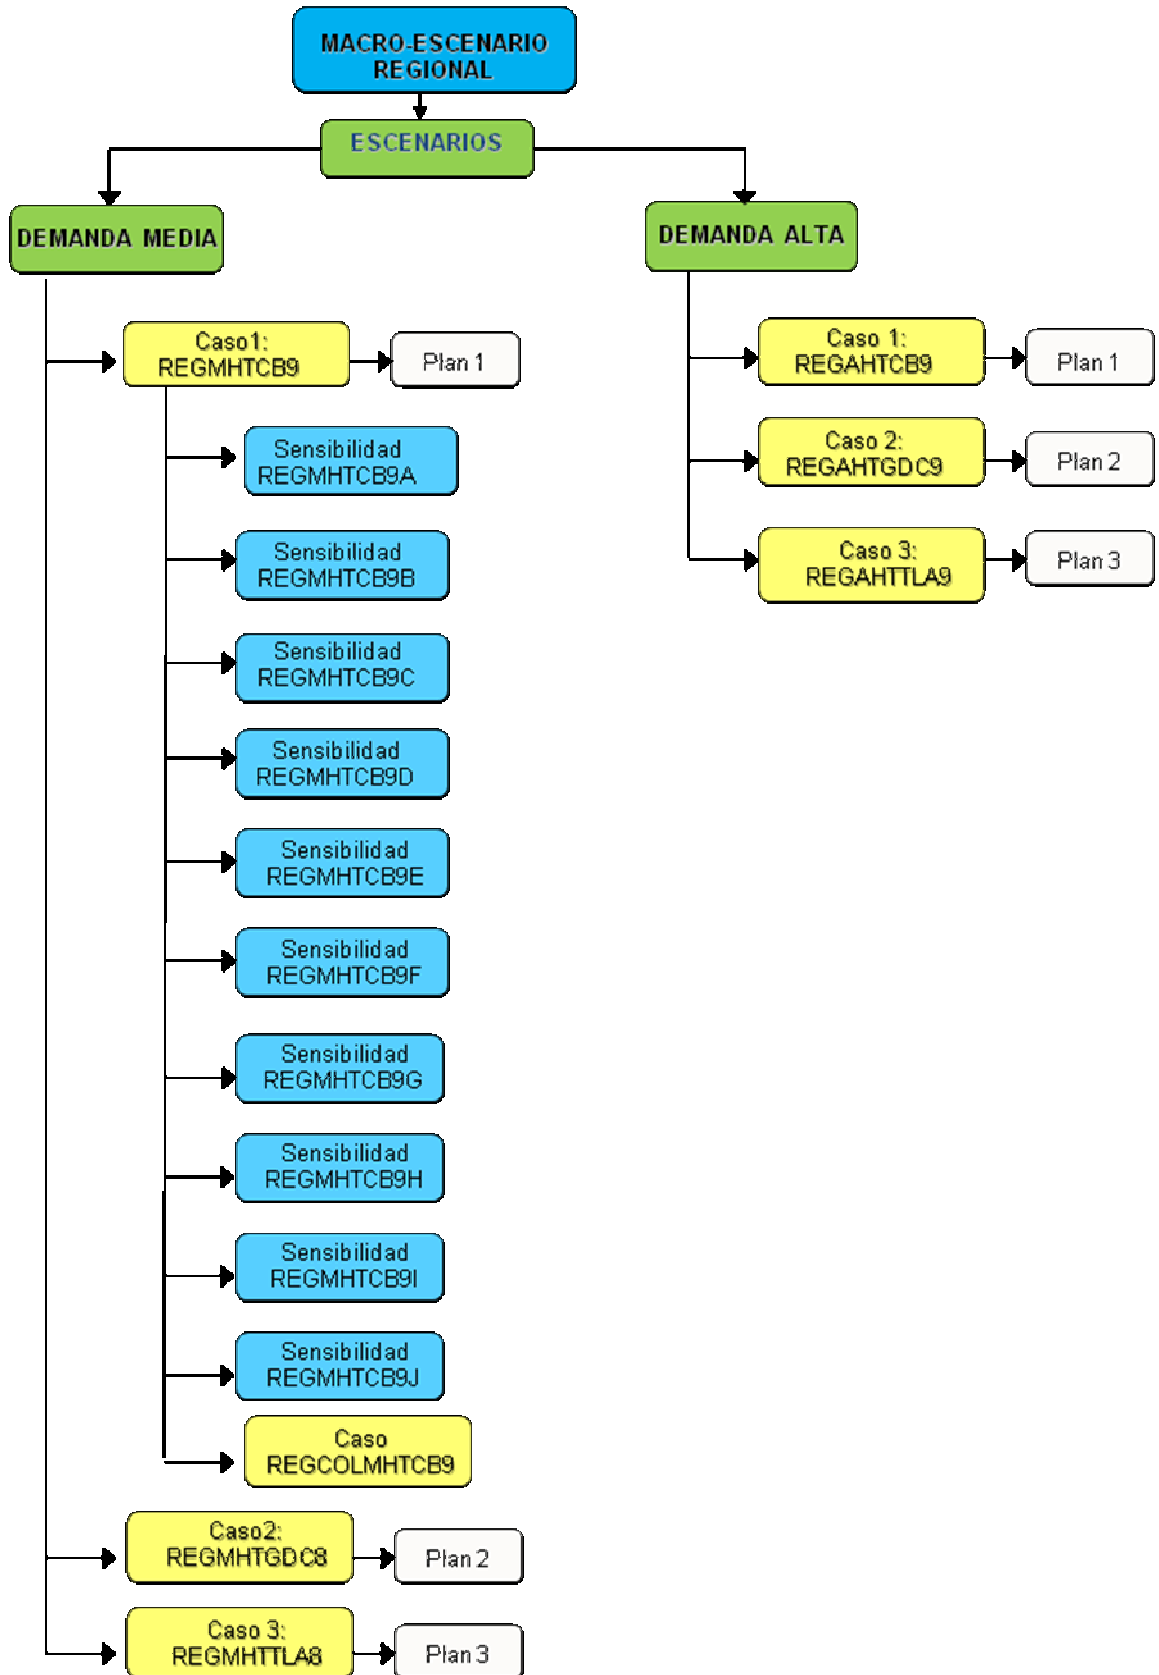 MACRO-ESCENARIO
REGIONAL
ESCENARIOS
DEMANDA MEDIA
DEMANDA ALTA
Caso1:
REGMHTCB9
Plan 1
Sensibilidad
REGMHTCB9A
Sensibilidad
REGMHTCB9B
Sensibilidad
REGMHTCB9C
Sensibilidad
REGMHTCB9D
Sensibilidad
REGMHTCB9E
Sensibilidad
REGMHTCB9F
Sensibilidad
REGMHTCB9G
Sensibilidad
REGMHTCB9H
Sensibilidad
REGMHTCB9I
Sensibilidad
REGMHTCB9J
Caso
REGCOLMHTCB9
Caso2:
REGMHTGDC8
Plan 2
Caso 3:
REGMHTTLA8
Plan 3
Caso 1:
REGAHTCB9
Plan 1
Caso 2:
REGAHTGDC9
Plan 2
Caso 3:
REGAHTTLA9
Plan 3